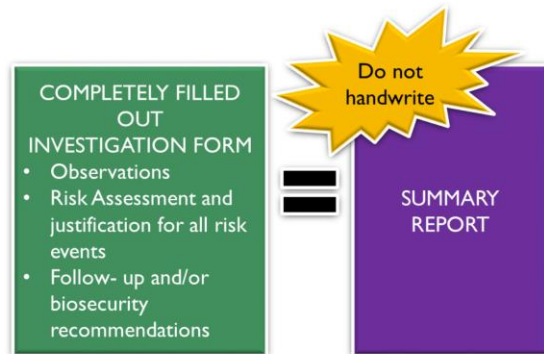 COMPLETELY FILLED
OUT
INVESTIGATION FORM
• Observations
• Risk Assessment and
justification for all risk
events
• Follow- up and/or
biosecurity
recommendations
=
Do not
handwrite
SUMMARY
REPORT